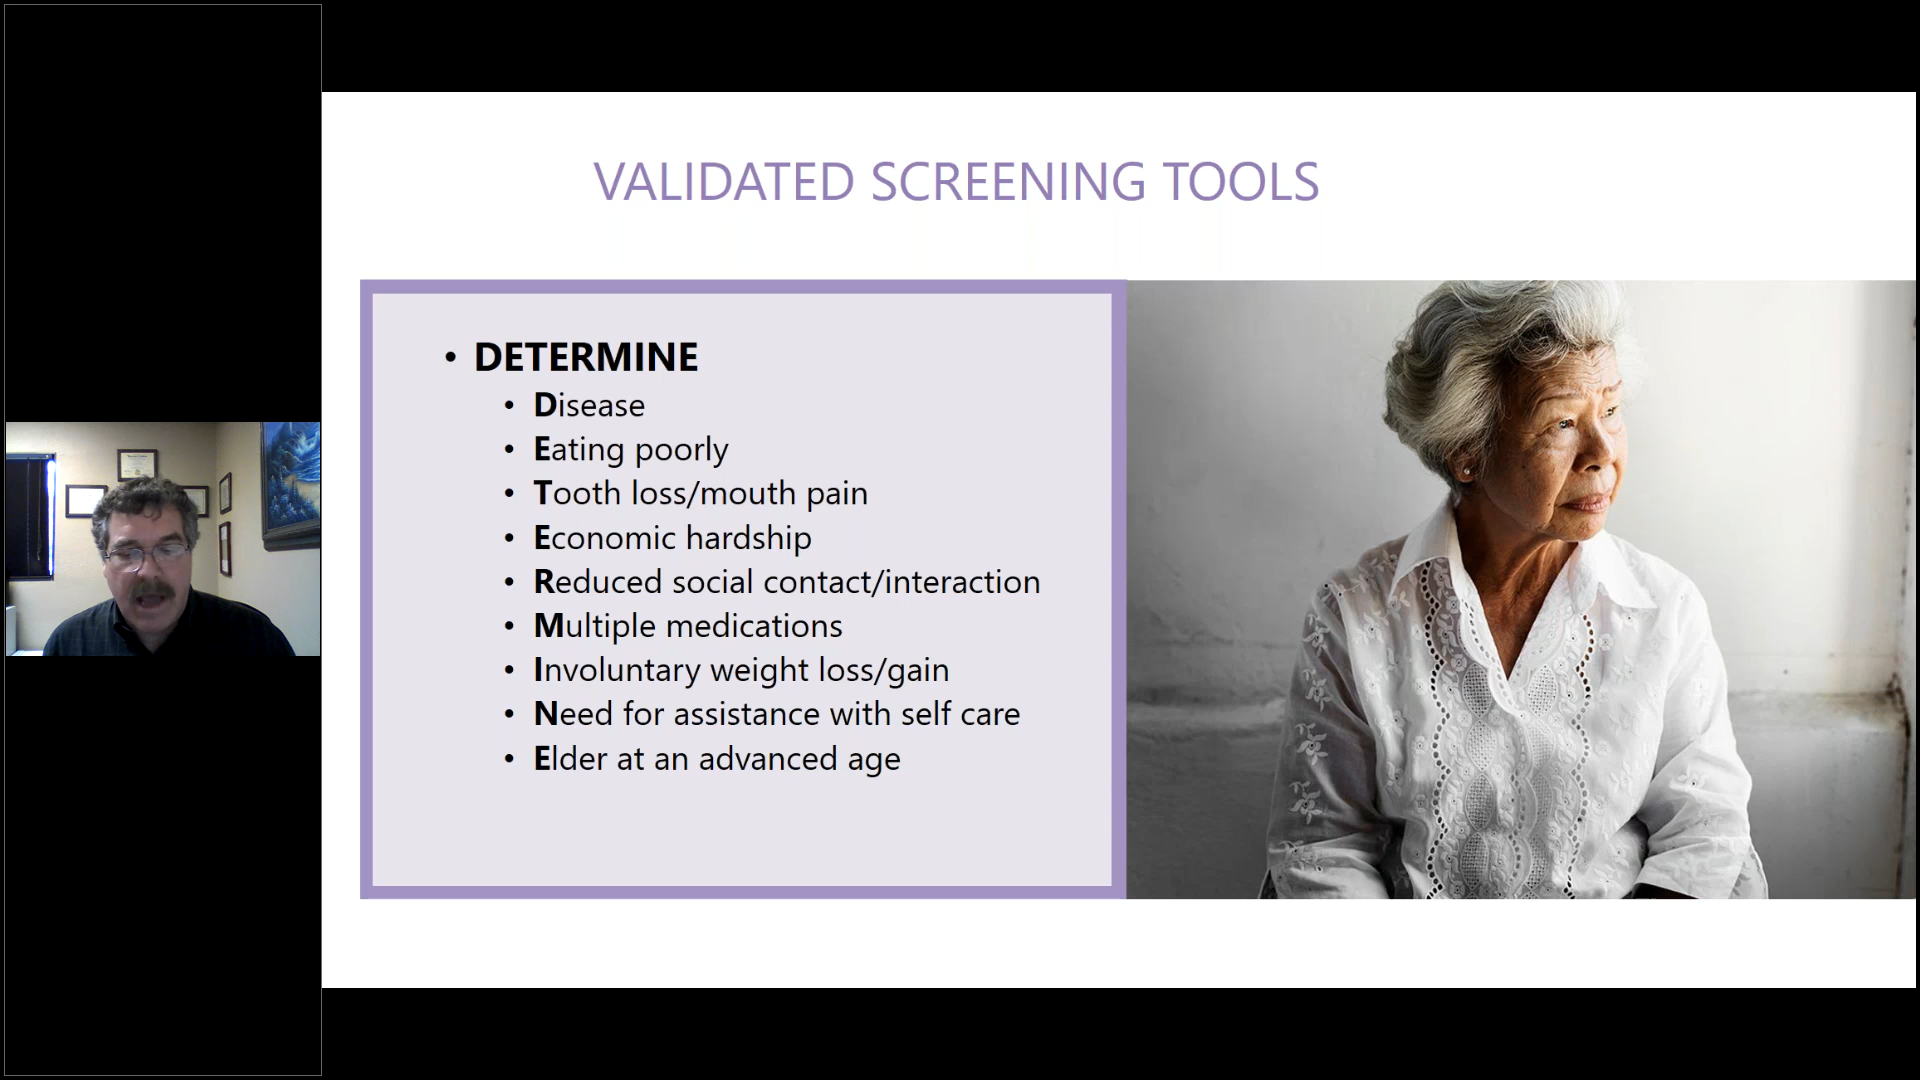 VALIDATED SCREENING TOOLS
• DETERMINE
• Disease
• Eating poorly
• Tooth loss/mouth pain
• Economic hardship
• Reduced social contact/interaction
• Multiple medications
• Involuntary weight loss/gain
• Need for assistance with self care
• Elder at an advanced age